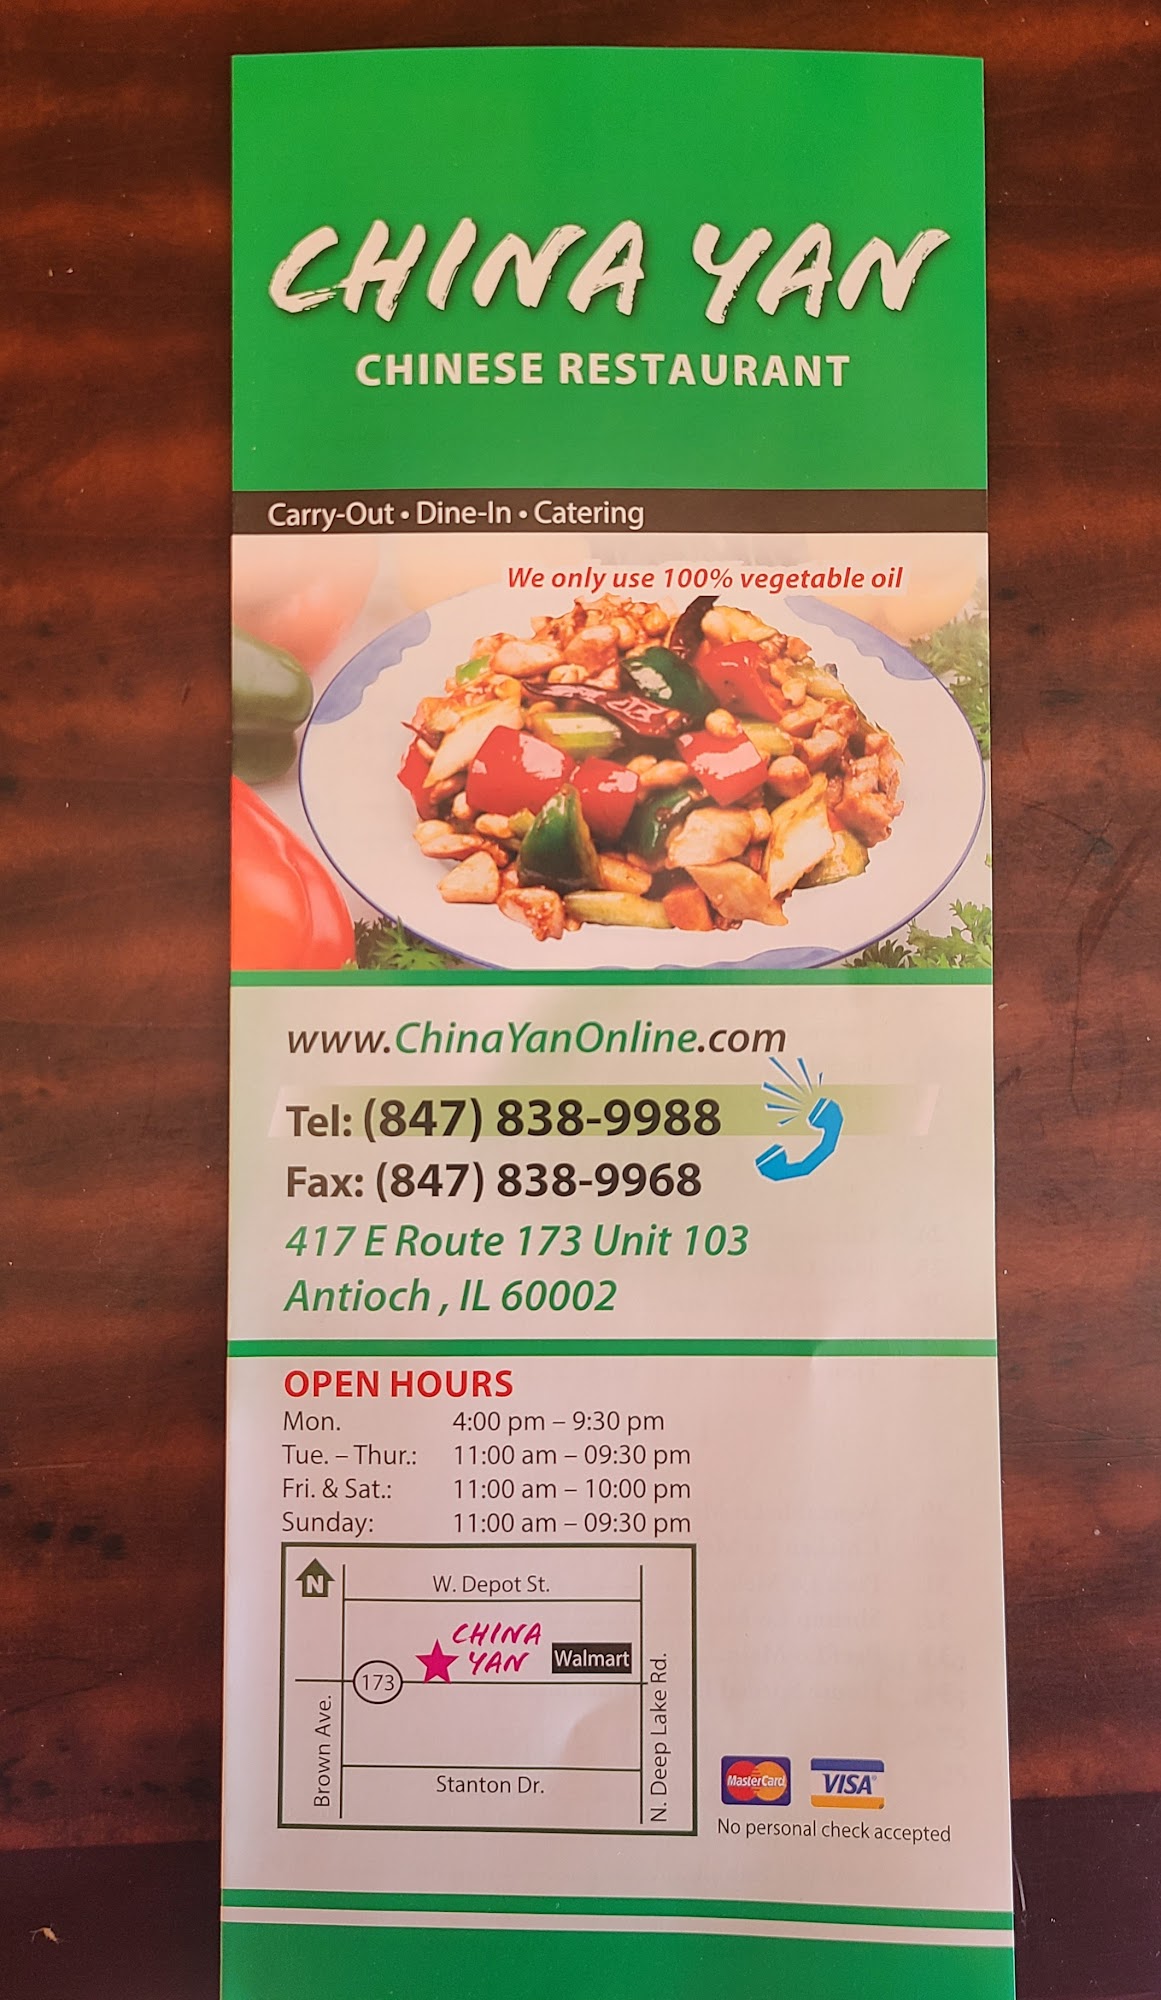 CHINA YAN
CHINESE RESTAURANT
Carry-Out • Dine-In • Catering
We only use 100% vegetable oil
www.ChinaYanOnline.com
Tel: (847) 838-9988
Fax: (847) 838-9968
417 E Route 173 Unit 103
Antioch , IL 60002
OPEN HOURS
Mon. 4:00 pm – 9:30 pm
Tue. – Thur.: 11:00 am – 09:30 pm
Fri. & Sat.: 11:00 am – 10:00 pm
Sunday: 11:00 am – 09:30 pm
N
W. Depot St.
CHINA
YAN
Walmart
173
Brown Ave.
N. Deep Lake Rd.
Stanton Dr.
MasterCard
VISA
No personal check accepted